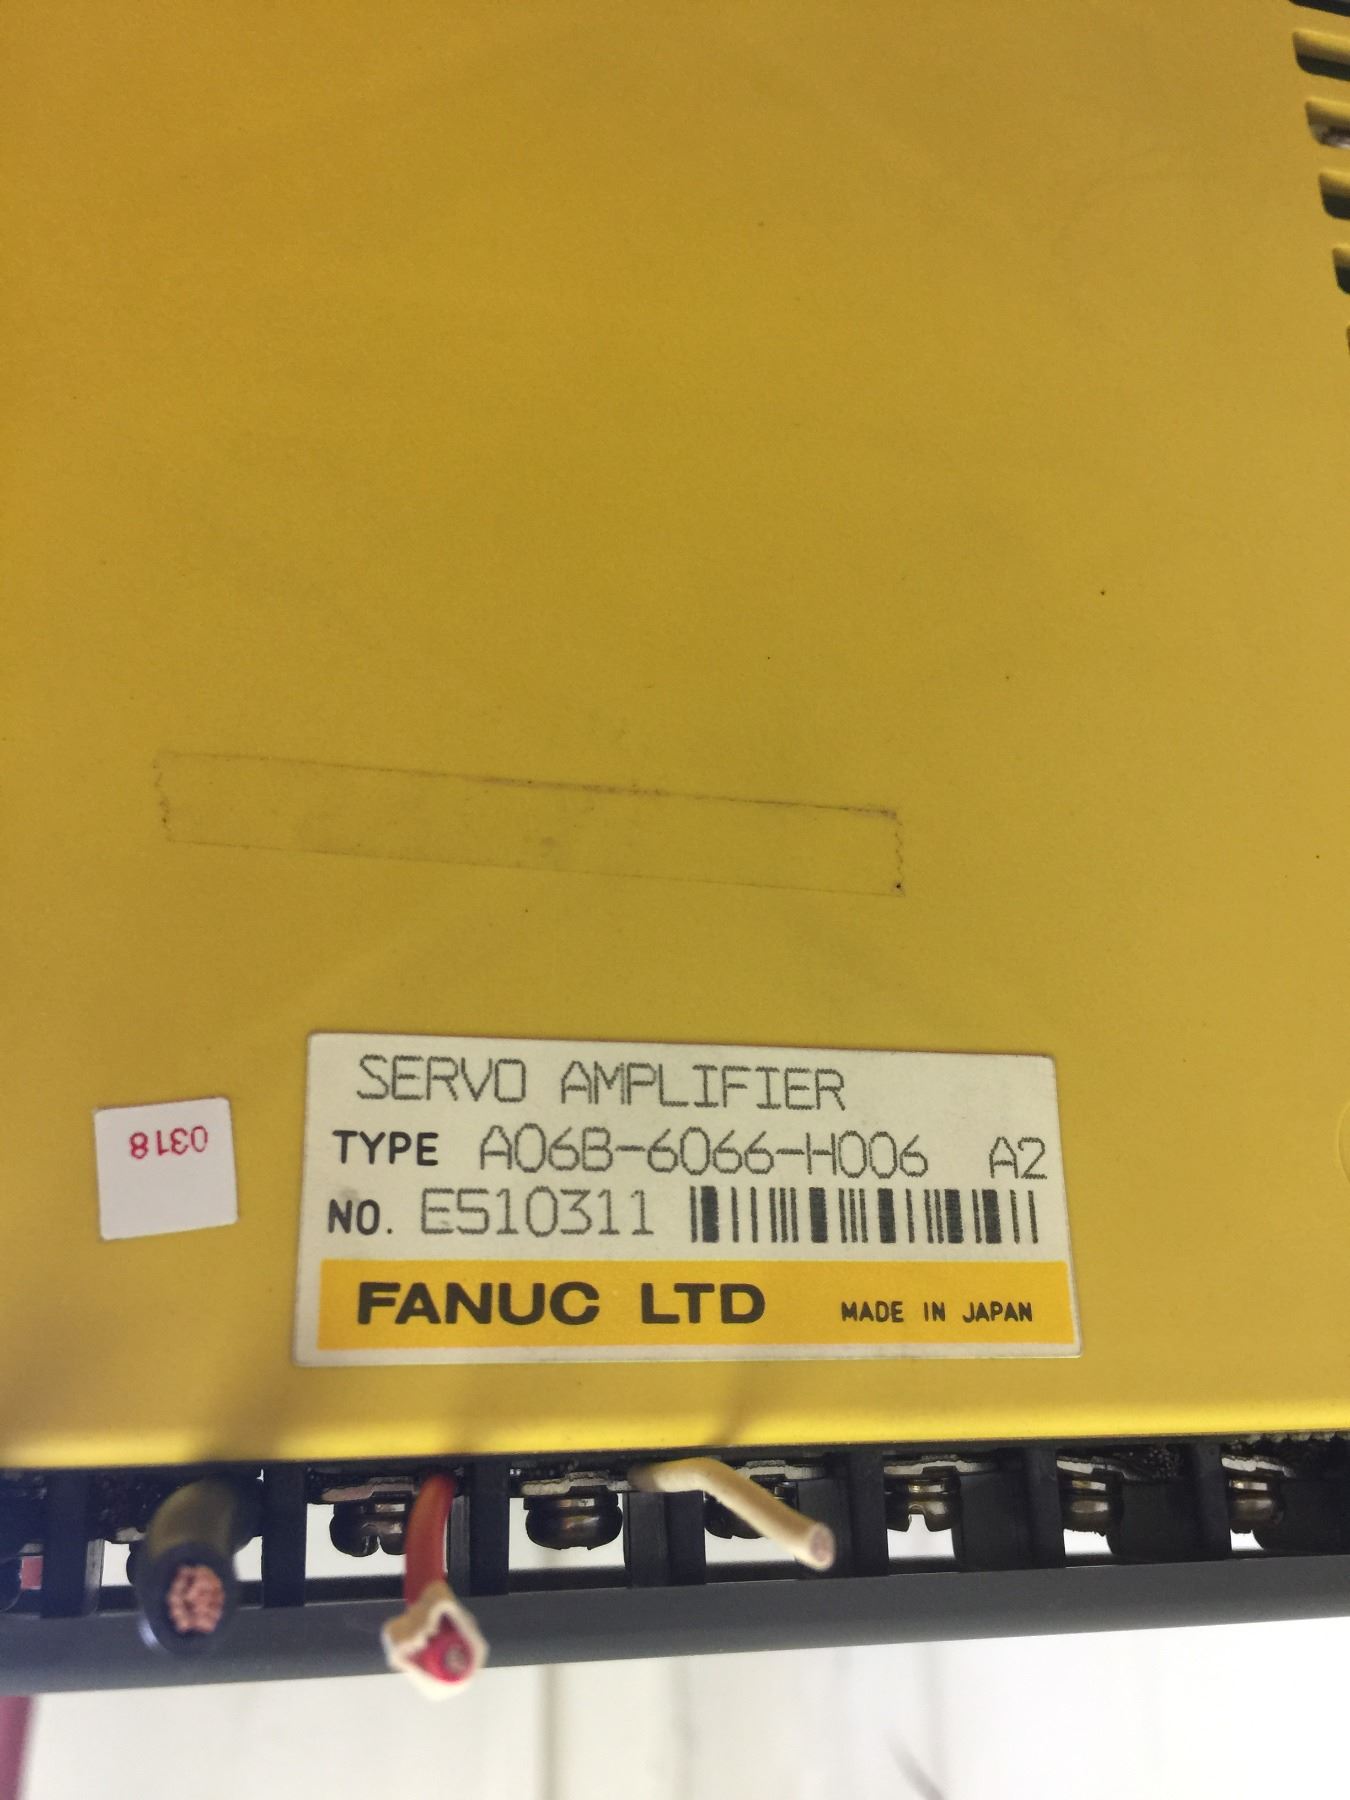 SERVO AMPLIFIER
TYPE A06B-6066-H006 A2
0318
NO. E510311
FANUC LTD MADE IN JAPAN